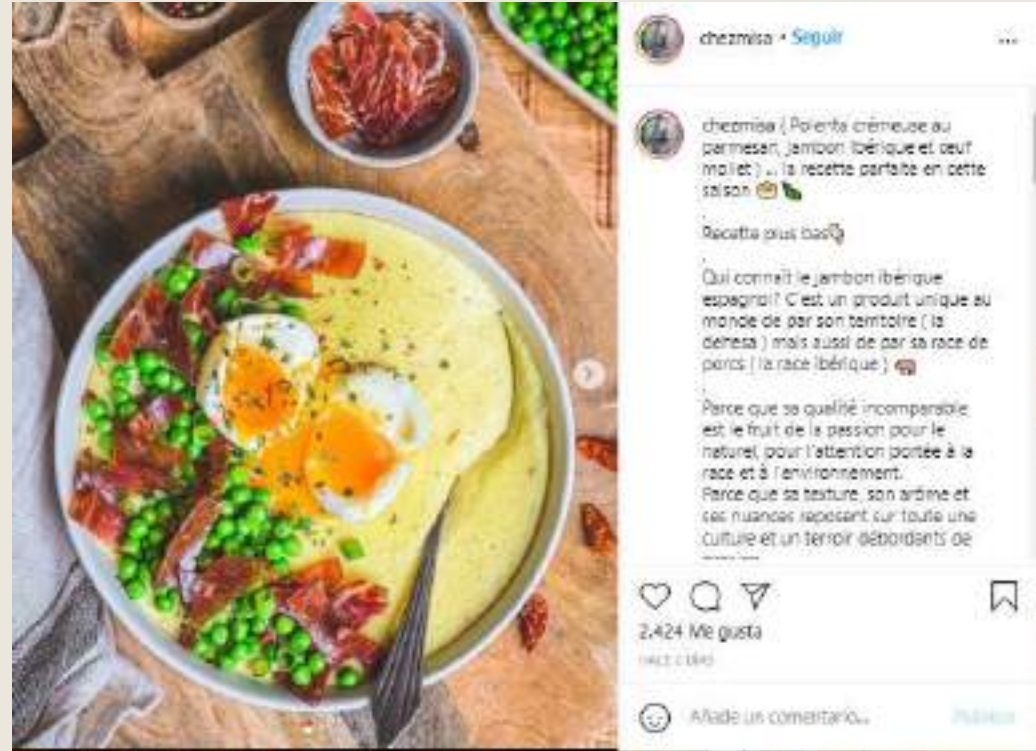 chezmisa • Seguir
chezmisa ( Polenta crémeuse au
parmesan, jambon ibérique et œuf
mollet ) ... la recette parfaite en cette
saison
.
Recette plus bas
.
Qui connaît le jambon ibérique
espagnol? C'est un produit unique au
monde de par son territoire ( la
dehesa ) mais aussi de par sa race de
porcs ( la race ibérique )
.
Parce que sa qualité incomparable
est le fruit de la passion pour le
naturel, pour l'attention portée à la
race et à l'environnement.
Parce que sa texture, son arôme et
ses nuances reposent sur toute une
culture et un terroir débordants de
2.424 Me gusta
Añade un comentario...
Publicar